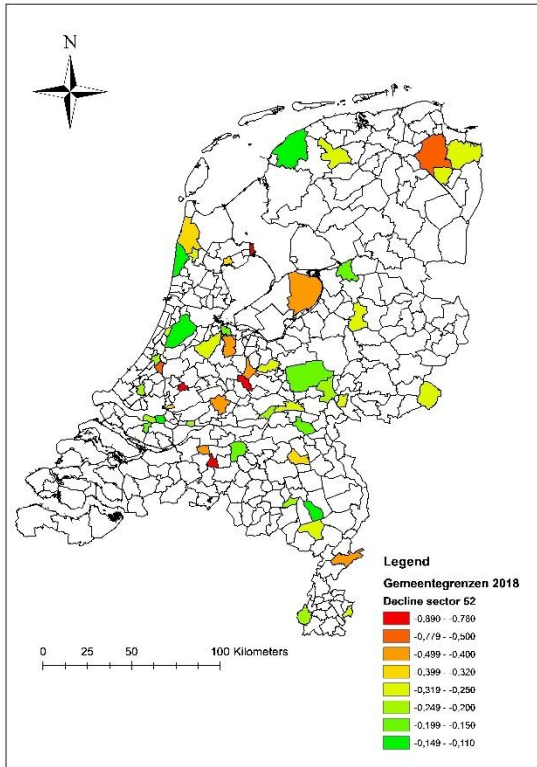 N
Legend
Gemeentegrenzen 2018
Decline sector 52
-0,890 - -0,780
-0,779 - -0,500
-0,499 - -0,400
-0,399 - -0,320
-0,319 - -0,250
-0,249 - -0,200
-0,199 - -0,150
-0,149 - -0,110
0 25 50 100 Kilometers